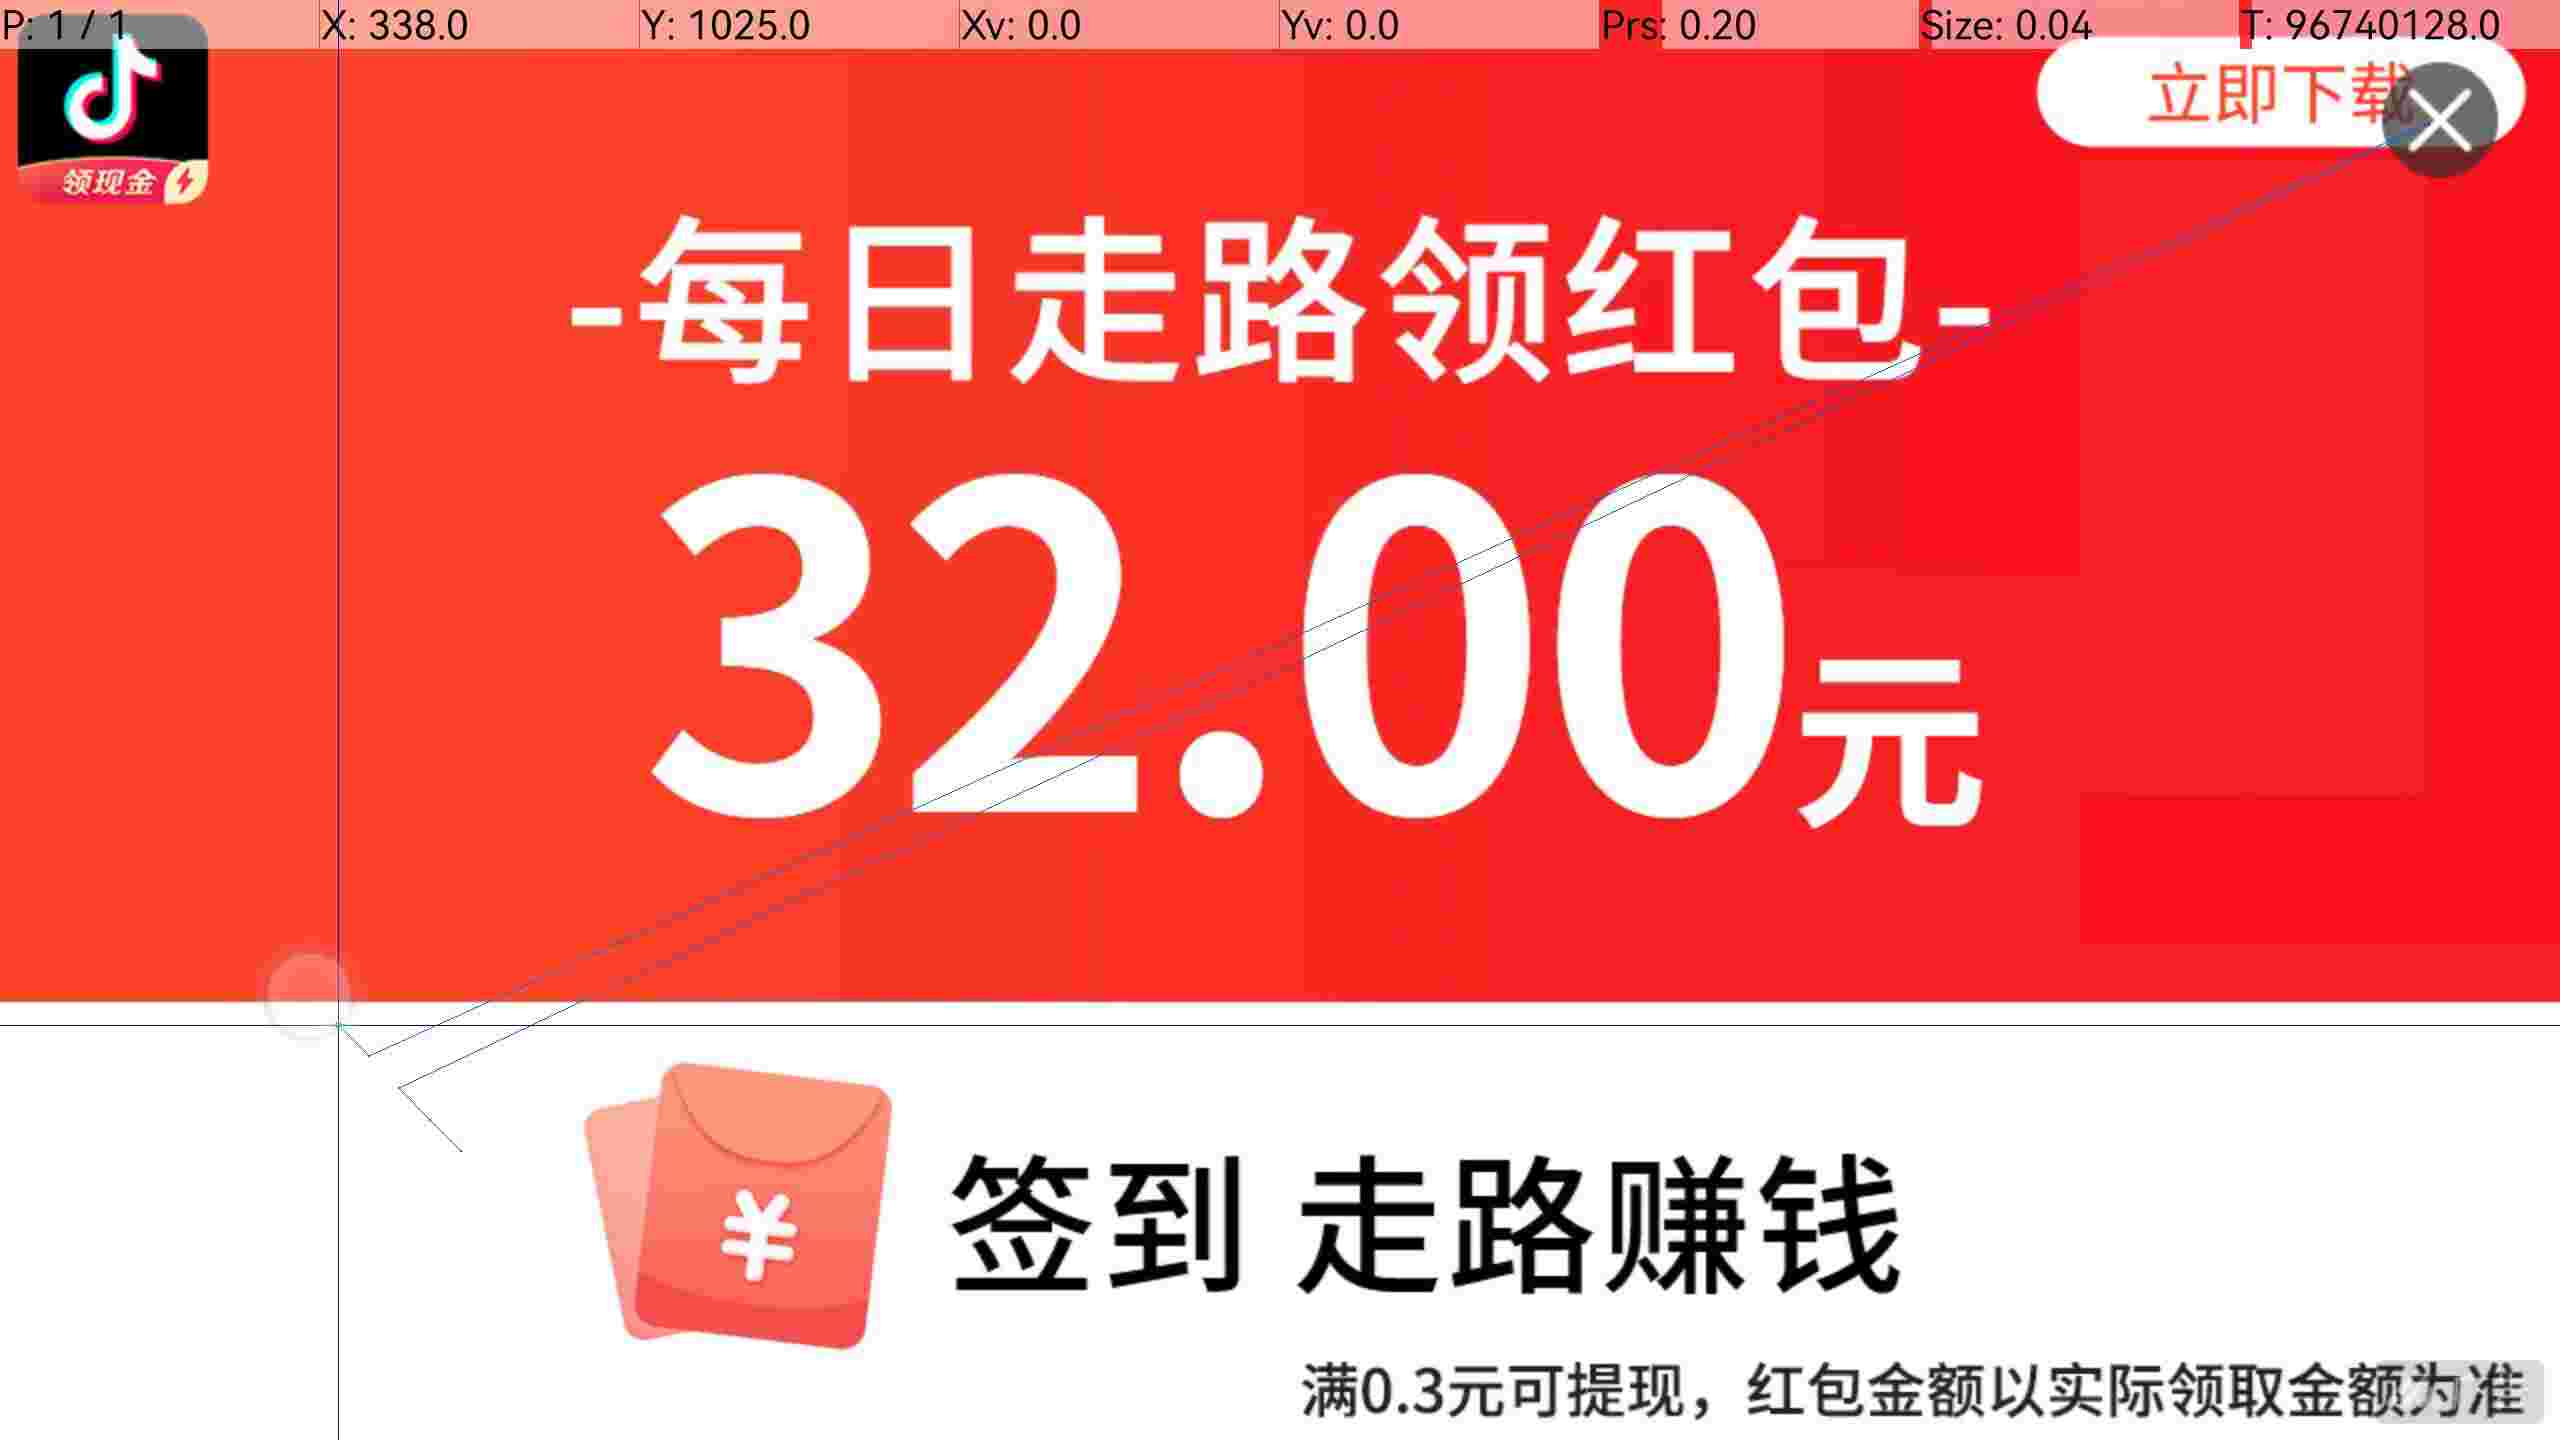 P: 1 / 1 X: 338.0 Y: 1025.0 Xv: 0.0 Yv: 0.0 Prs: 0.20 Size: 0.04 T: 96740128.0
立即下载
领现金
-每日走路领红包-
32.00元
¥
签到 走路赚钱
满0.3元可提现，红包金额以实际领取金额为准